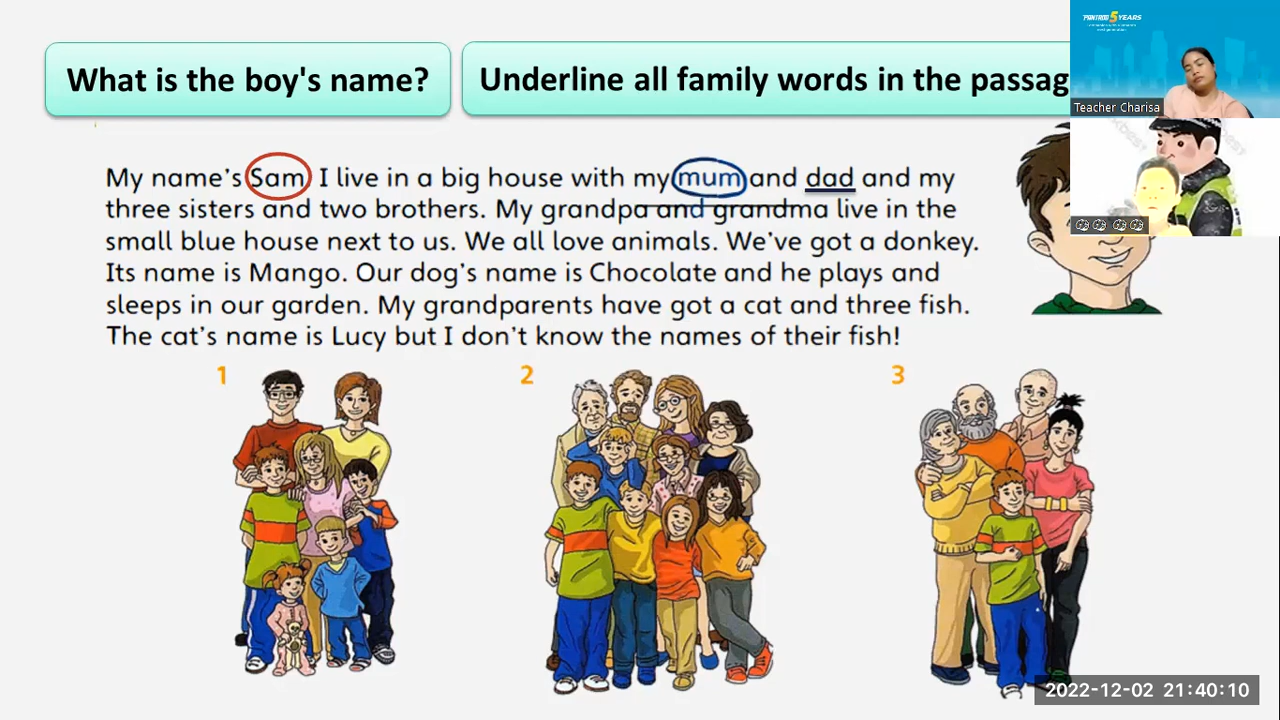 What is the boy's name?
Underline all family words in the passag
PANTROG 5 YEARS
Teacher Charisa
My name's Sam I live in a big house with my mum and dad and my
three sisters and two brothers. My grandpa and grandma live in the
small blue house next to us. We all love animals. We've got a donkey.
Its name is Mango. Our dog's name is Chocolate and he plays and
sleeps in our garden. My grandparents have got a cat and three fish.
The cat's name is Lucy but I don't know the names of their fish!
1
2
3
2022-12-02 21:40:10